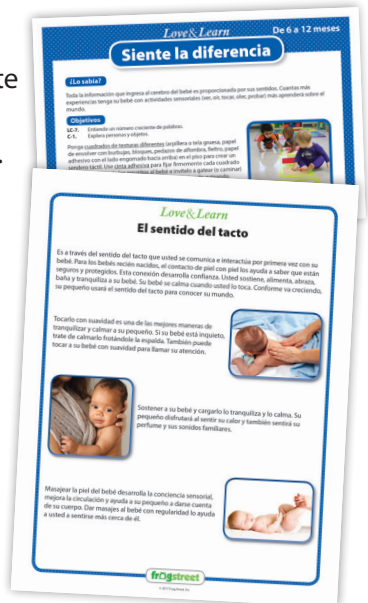 te
.
Love&Learn
De 6 a 12 meses
Siente la diferencia
¿Lo sabía?
Toda la información que ingresa al cerebro del bebé es proporcionada por sus sentidos. Cuantas más
experiencias tenga su bebé con actividades sensoriales (ver, oír, tocar, oler, probar) más aprenderá sobre el
mundo.
Objetivos
LC-7. Entiende un número creciente de palabras.
C-1. Explora personas y objetos.
Ponga cuadrados de texturas diferentes (arpillera o tela gruesa, papel
de envolver con burbujas, bloques, pedazos de alfombra, fieltro, papel
adhesivo con el lado engomado hacia arriba) en el piso para crear un
sendero táctil. Use cinta adhesiva para fijar firmemente cada cuadrado
al bebé a invítalo a gatear (o caminar)
Love&Learn
El sentido del tacto
Es a través del sentido del tacto que usted se comunica e interactúa por primera vez con su
bebé. Para los bebés recién nacidos, el contacto de piel con piel los ayuda a saber que están
seguros y protegidos. Esta conexión desarrolla confianza. Usted sostiene, alimenta, abraza,
baña y tranquiliza a su bebé. Su bebé se calma cuando usted lo toca. Conforme va creciendo,
su pequeño usará el sentido del tacto para conocer su mundo.
Tocarlo con suavidad es una de las mejores maneras de
tranquilizar y calmar a su pequeño. Si su bebé está inquieto,
trate de calmarlo frotándole la espalda. También puede
tocar a su bebé con suavidad para llamar su atención.
Sostener a su bebé y cargarlo lo tranquiliza y lo calma. Su
pequeño disfrutará al sentir su calor y también sentirá su
perfume y sus sonidos familiares.
Masajear la piel del bebé desarrolla la conciencia sensorial,
mejora la circulación y ayuda a su pequeño a darse cuenta
de su cuerpo. Dar masajes al bebé con regularidad lo ayuda
a usted a sentirse más cerca de él.
frogstreet